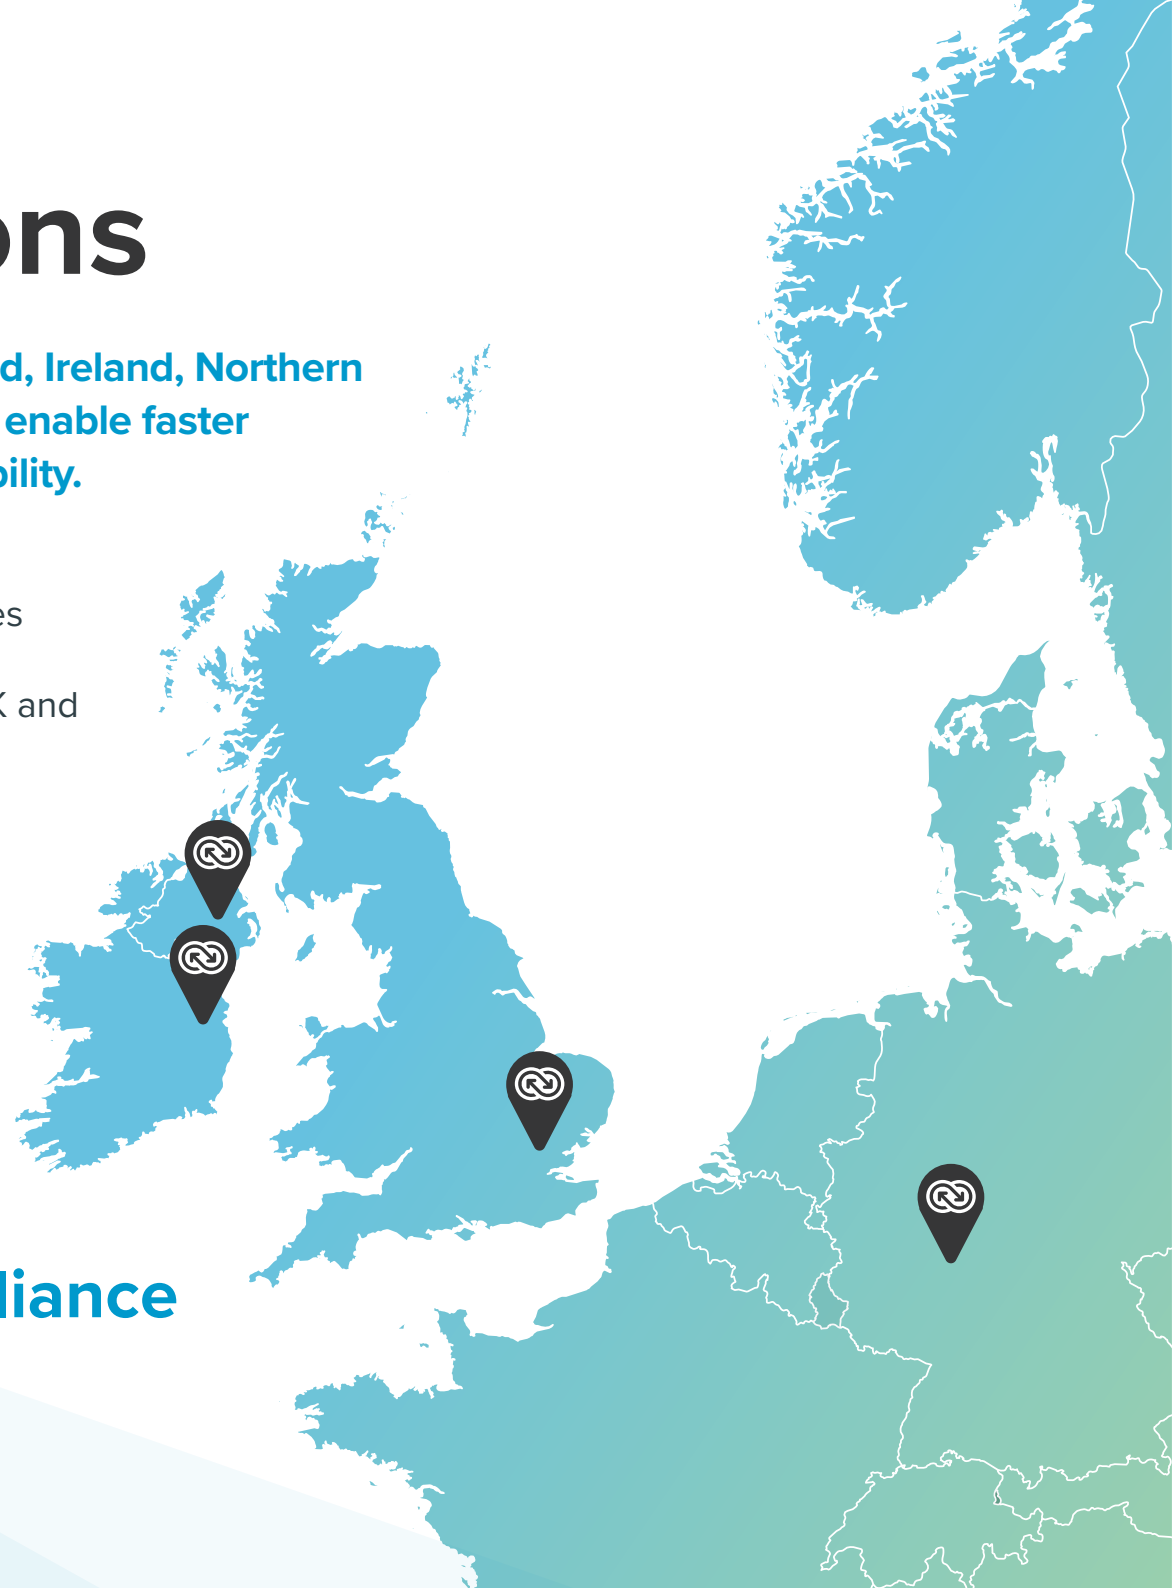 ons
d, Ireland, Northern
enable faster
bility.
es
K and
liance